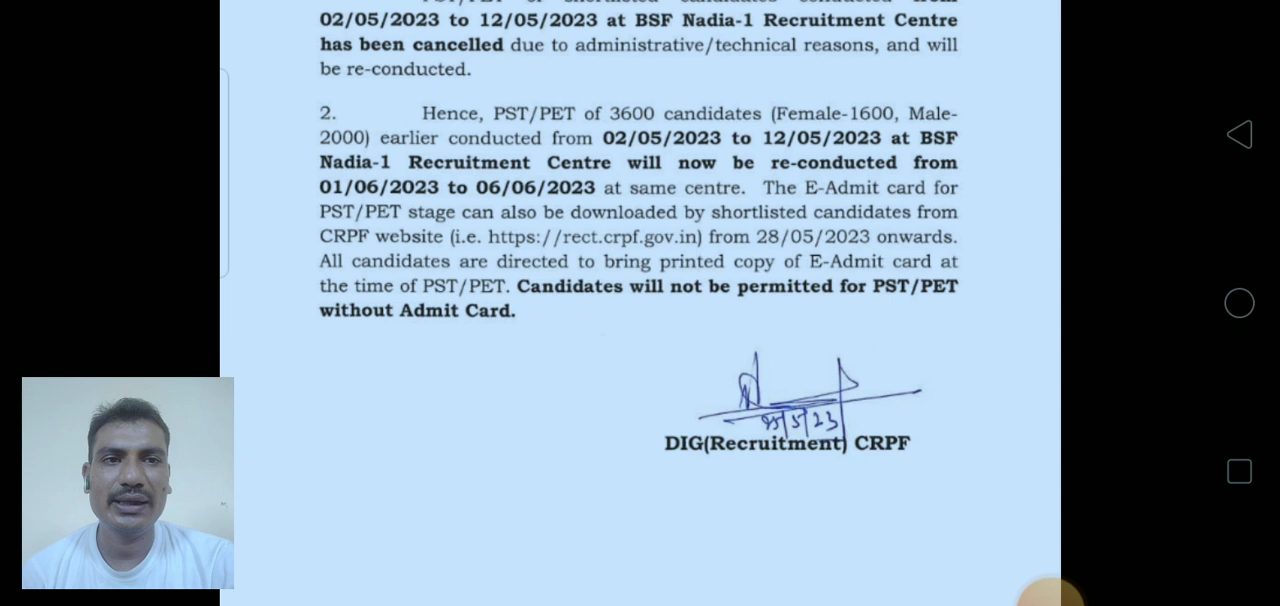 02/05/2023 to 12/05/2023 at BSF Nadia-1 Recruitment Centre
has been cancelled due to administrative/technical reasons, and will
be re-conducted.
2. Hence, PST/PET of 3600 candidates (Female-1600, Male-
2000) earlier conducted from 02/05/2023 to 12/05/2023 at BSF
Nadia-1 Recruitment Centre will now be re-conducted from
01/06/2023 to 06/06/2023 at same centre. The E-Admit card for
PST/PET stage can also be downloaded by shortlisted candidates from
CRPF website (i.e. https://rect.crpf.gov.in) from 28/05/2023 onwards.
All candidates are directed to bring printed copy of E-Admit card at
the time of PST/PET. Candidates will not be permitted for PST/PET
without Admit Card.
DIG(Recruitment) CRPF